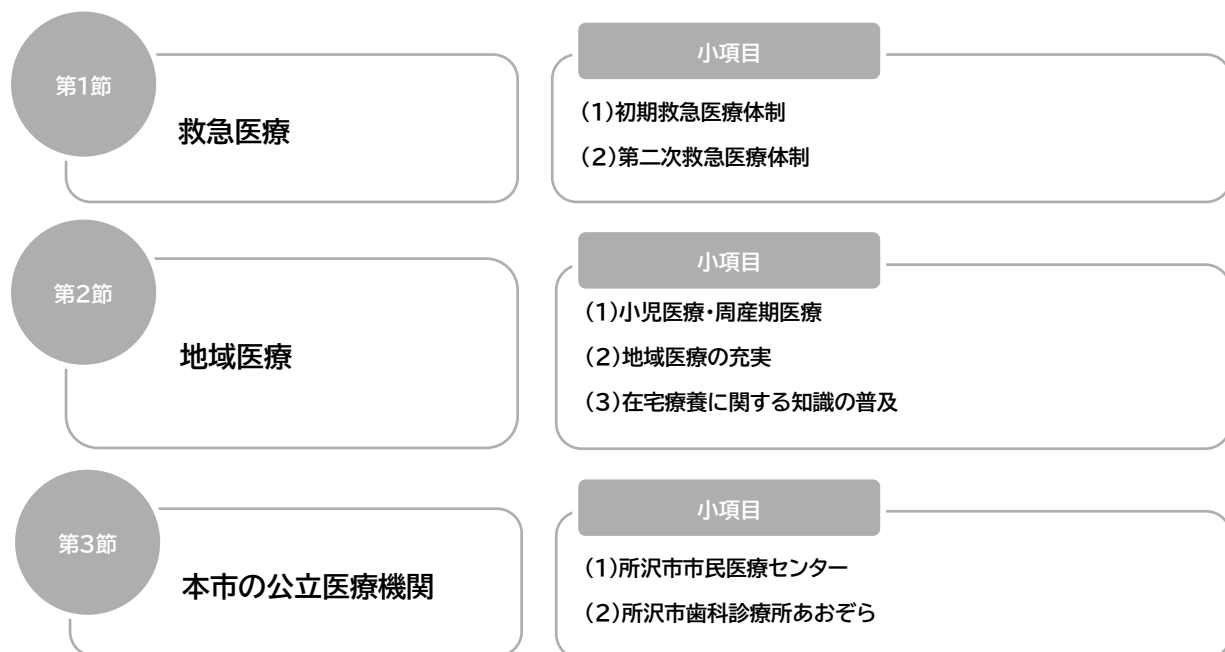 第1節
救急医療
小項目
(1)初期救急医療体制
(2)第二次救急医療体制
第2節
地域医療
小項目
(1)小児医療・周産期医療
(2)地域医療の充実
(3)在宅療養に関する知識の普及
第3節
本市の公立医療機関
小項目
(1)所沢市市民医療センター
(2)所沢市歯科診療所あおぞら